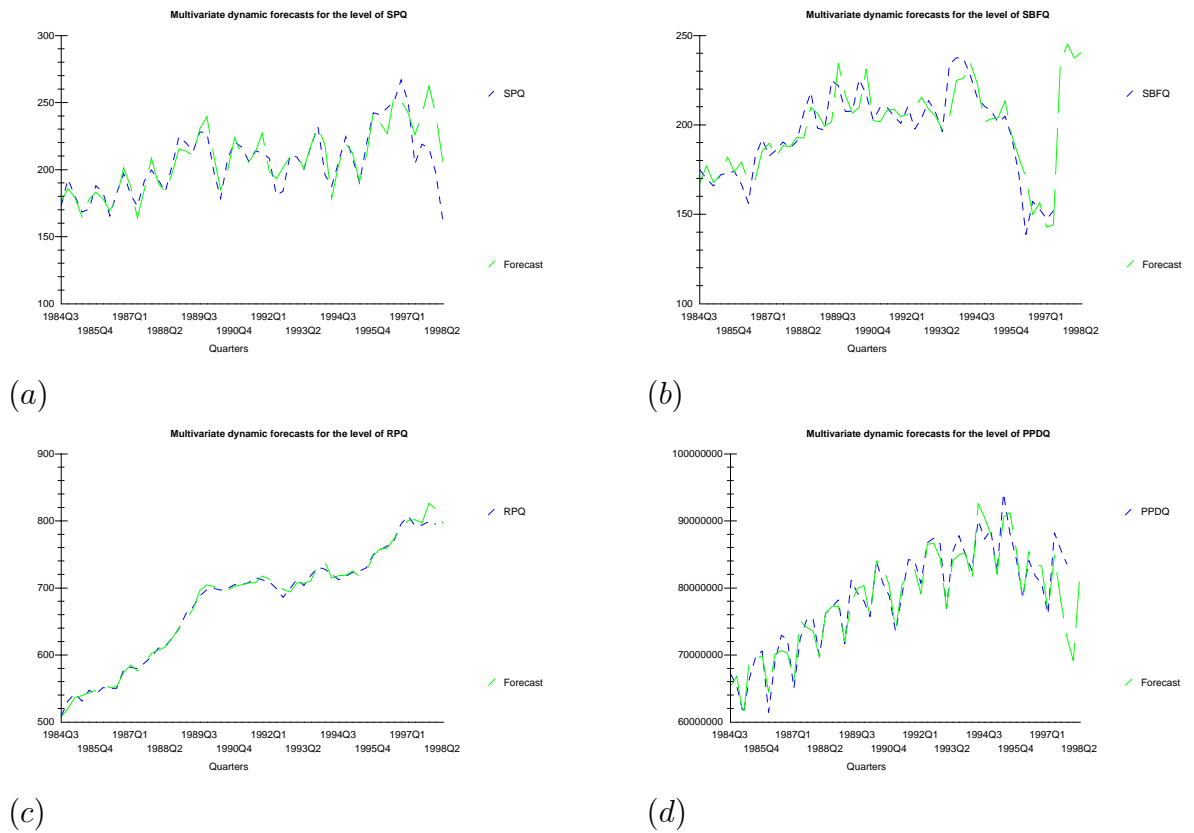 Multivariate dynamic forecasts for the level of SPQ
300
250
200
150
100
SPQ
Forecast
1984Q3 1987Q1 1989Q3 1992Q1 1994Q3 1997Q1
1985Q4 1988Q2 1990Q4 1993Q2 1995Q4 1998Q2
Quarters
(a)
Multivariate dynamic forecasts for the level of SBFQ
250
200
150
100
SBFQ
Forecast
1984Q3 1987Q1 1989Q3 1992Q1 1994Q3 1997Q1
1985Q4 1988Q2 1990Q4 1993Q2 1995Q4 1998Q2
Quarters
(b)
Multivariate dynamic forecasts for the level of RPQ
900
800
700
600
500
RPQ
Forecast
1984Q3 1987Q1 1989Q3 1992Q1 1994Q3 1997Q1
1985Q4 1988Q2 1990Q4 1993Q2 1995Q4 1998Q2
Quarters
(c)
Multivariate dynamic forecasts for the level of PPDQ
100000000
90000000
80000000
70000000
60000000
PPDQ
Forecast
1984Q3 1987Q1 1989Q3 1992Q1 1994Q3 1997Q1
1985Q4 1988Q2 1990Q4 1993Q2 1995Q4 1998Q2
Quarters
(d)